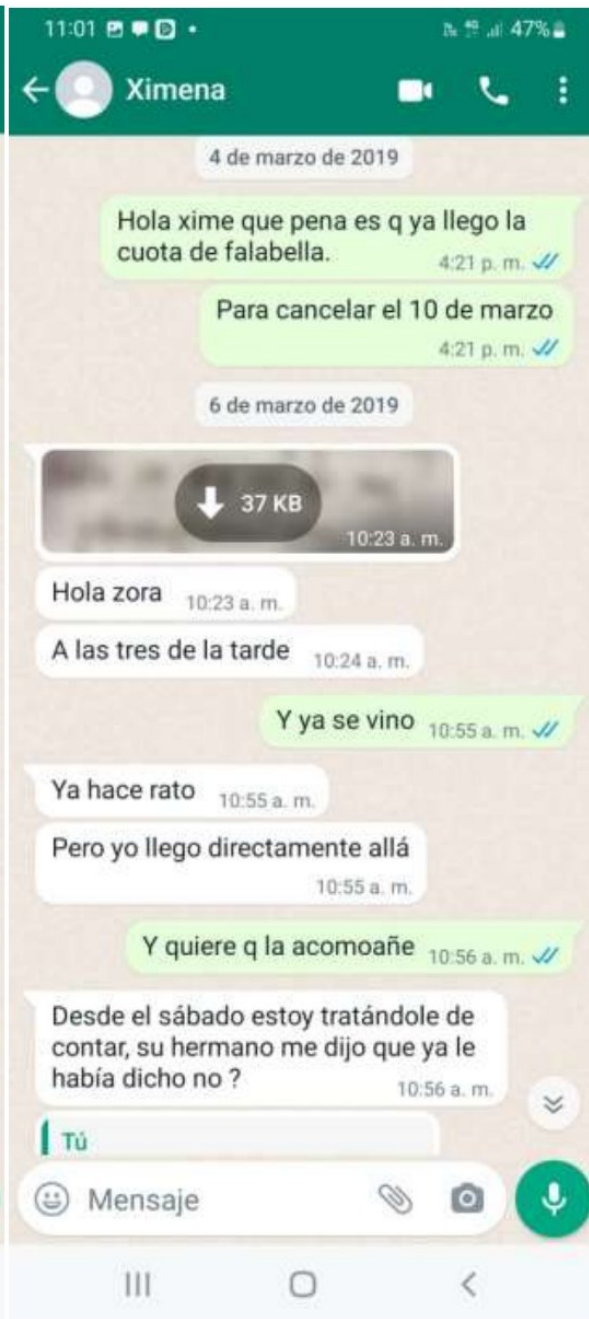 11:01
47%
Ximena
4 de marzo de 2019
Hola xime que pena es q ya llego la
cuota de falabella.
4:21 p. m.
Para cancelar el 10 de marzo
4:21 p. m.
6 de marzo de 2019
37 KB
10:23 a. m.
Hola zora 10:23 a. m.
A las tres de la tarde 10:24 a. m.
Y ya se vino 10:55 a. m.
Ya hace rato 10:55 a. m.
Pero yo llego directamente allá
10:55 a. m.
Y quiere q la acomoañe 10:56 a. m.
Desde el sábado estoy tratándole de
contar, su hermano me dijo que ya le
había dicho no ?
10:56 a. m.
Tú
Mensaje